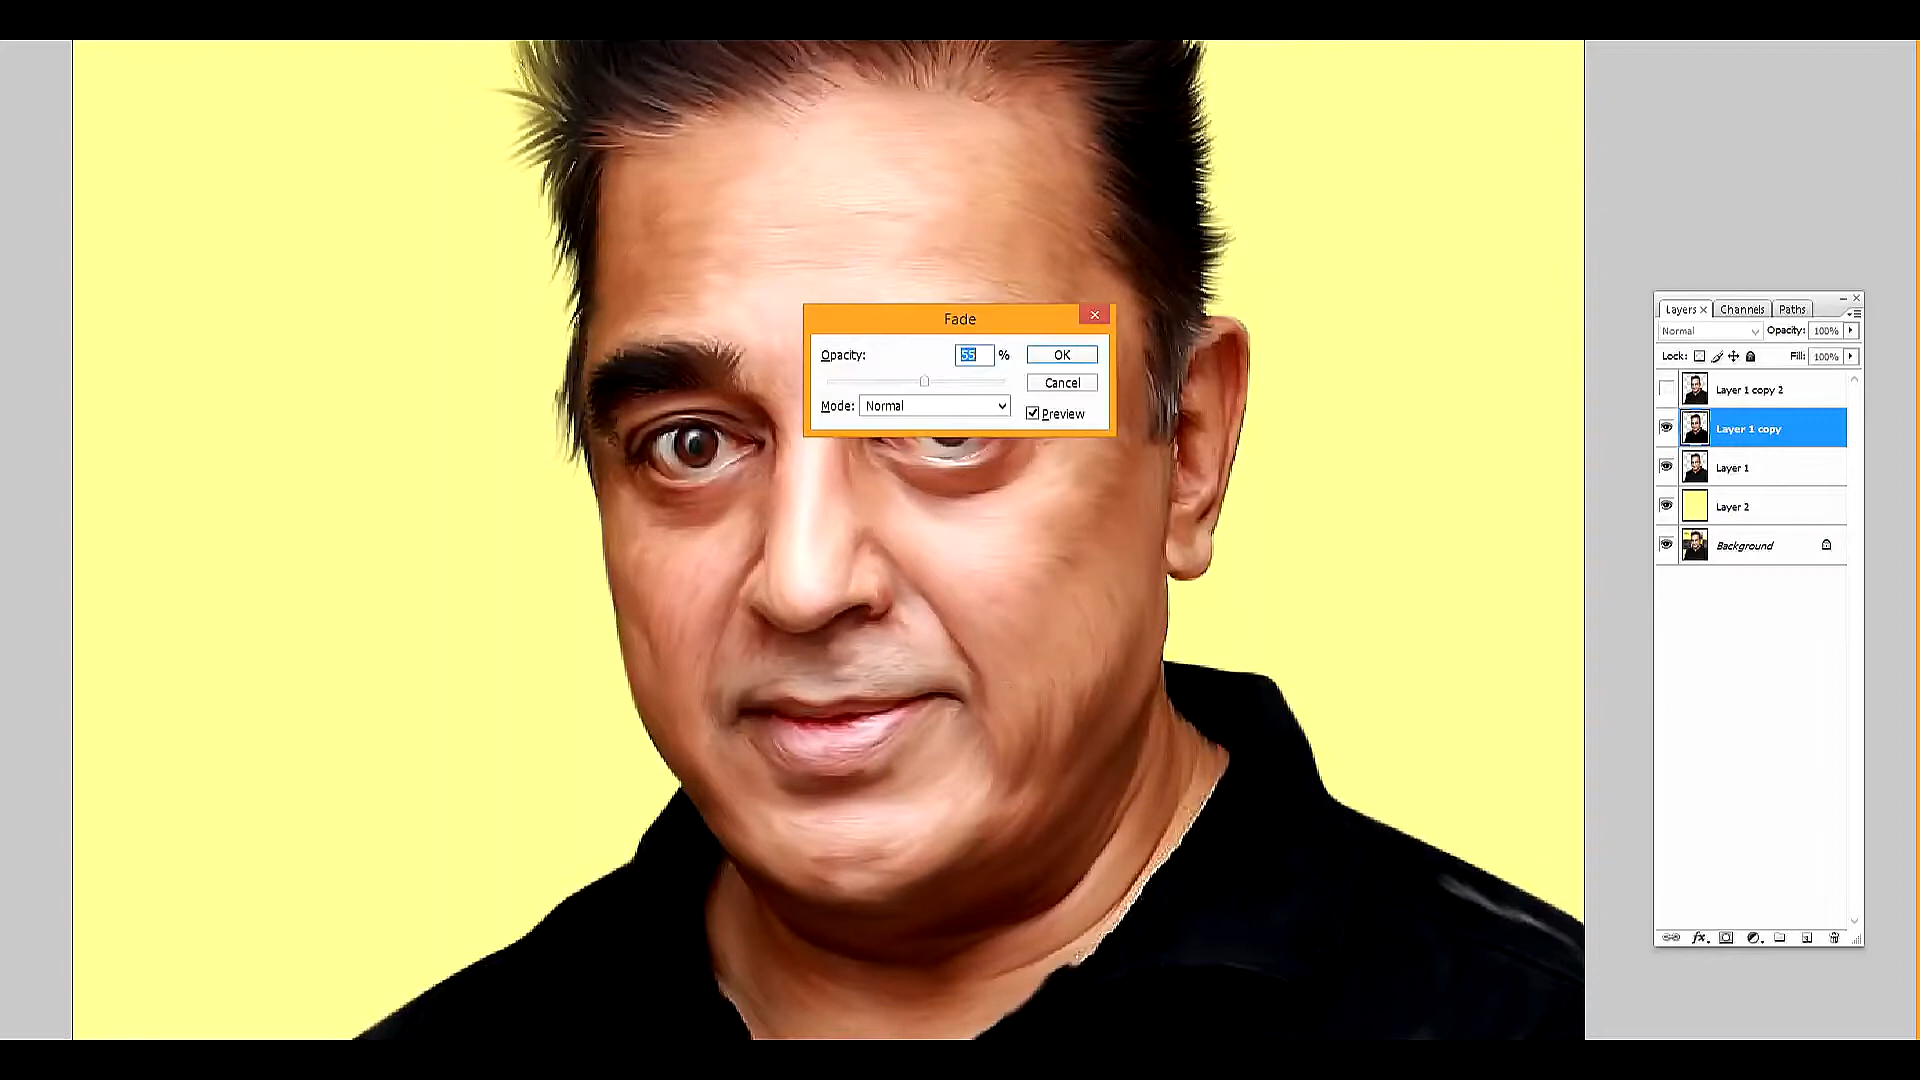 Fade
Opacity: 55 %
OK
Cancel
Mode: Normal
Preview
Layers Channels Paths
Normal Opacity: 100%
Lock: Fill: 100%
Layer 1 copy 2
Layer 1 copy
Layer 1
Layer 2
Background
fx